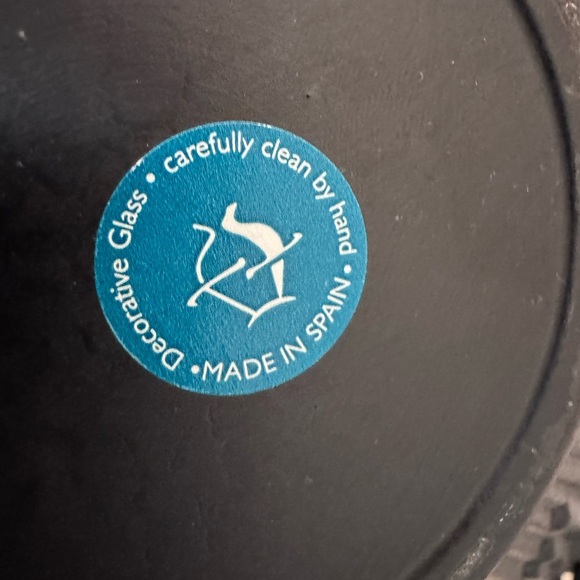 Decorative Glass • carefully clean by hand • MADE IN SPAIN •